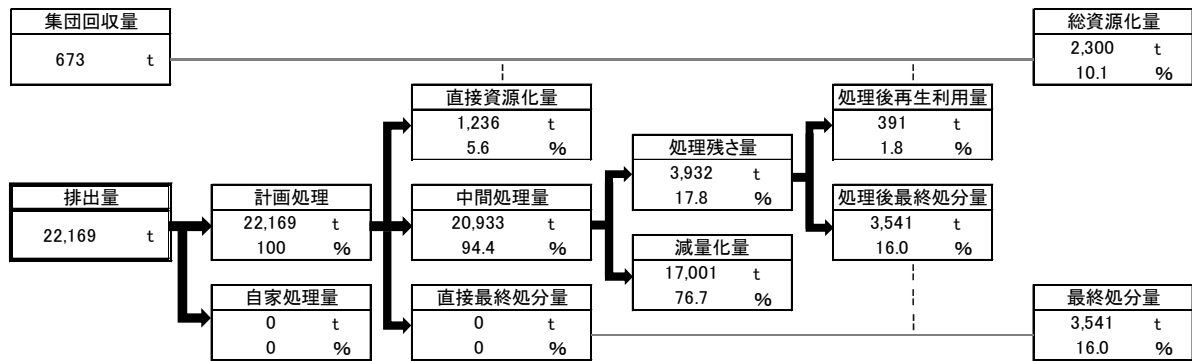 集団回収量
673 t
総資源化量
2,300 t
10.1 %
直接資源化量
1,236 t
5.6 %
処理後再生利用量
391 t
1.8 %
処理残さ量
3,932 t
17.8 %
排出量
22,169 t
計画処理
22,169 t
100 %
中間処理量
20,933 t
94.4 %
処理後最終処分量
3,541 t
16.0 %
減量化量
17,001 t
76.7 %
自家処理量
0 t
0 %
直接最終処分量
0 t
0 %
最終処分量
3,541 t
16.0 %